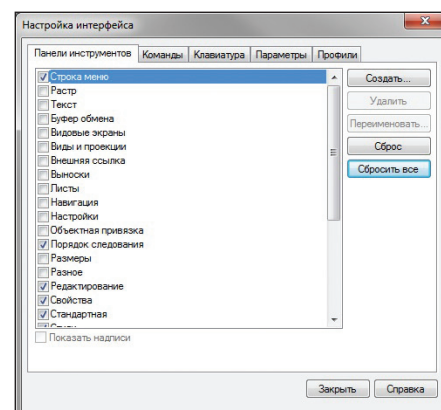 Настройка интерфейса
Панели инструментов Команды Клавиатура Параметры Профили
Строка меню
Растр
Текст
Буфер обмена
Видовые экраны
Виды и проекции
Внешняя ссылка
Выноски
Листы
Навигация
Настройки
Объектная привязка
Порядок следования
Размеры
Разное
Редактирование
Свойства
Стандартная
Показать надписи
Создать...
Удалить
Переименовать...
Сброс
Сбросить все
Закрыть Справка